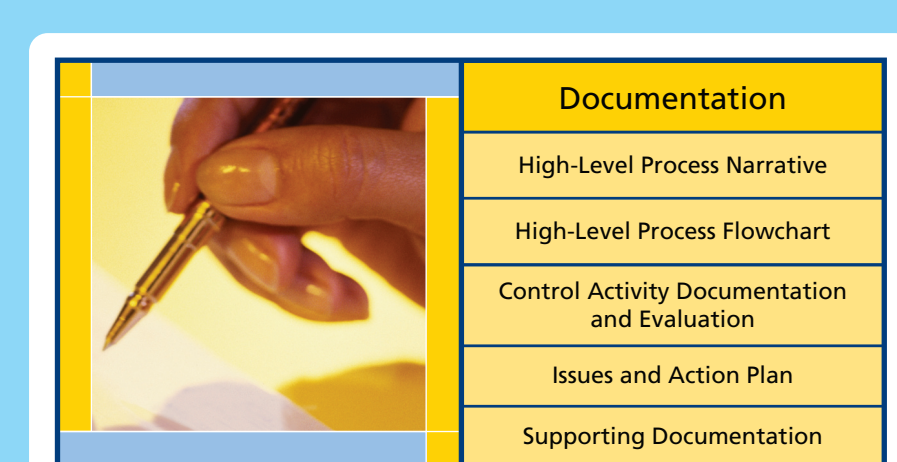 Documentation
High-Level Process Narrative
High-Level Process Flowchart
Control Activity Documentation
and Evaluation
Issues and Action Plan
Supporting Documentation